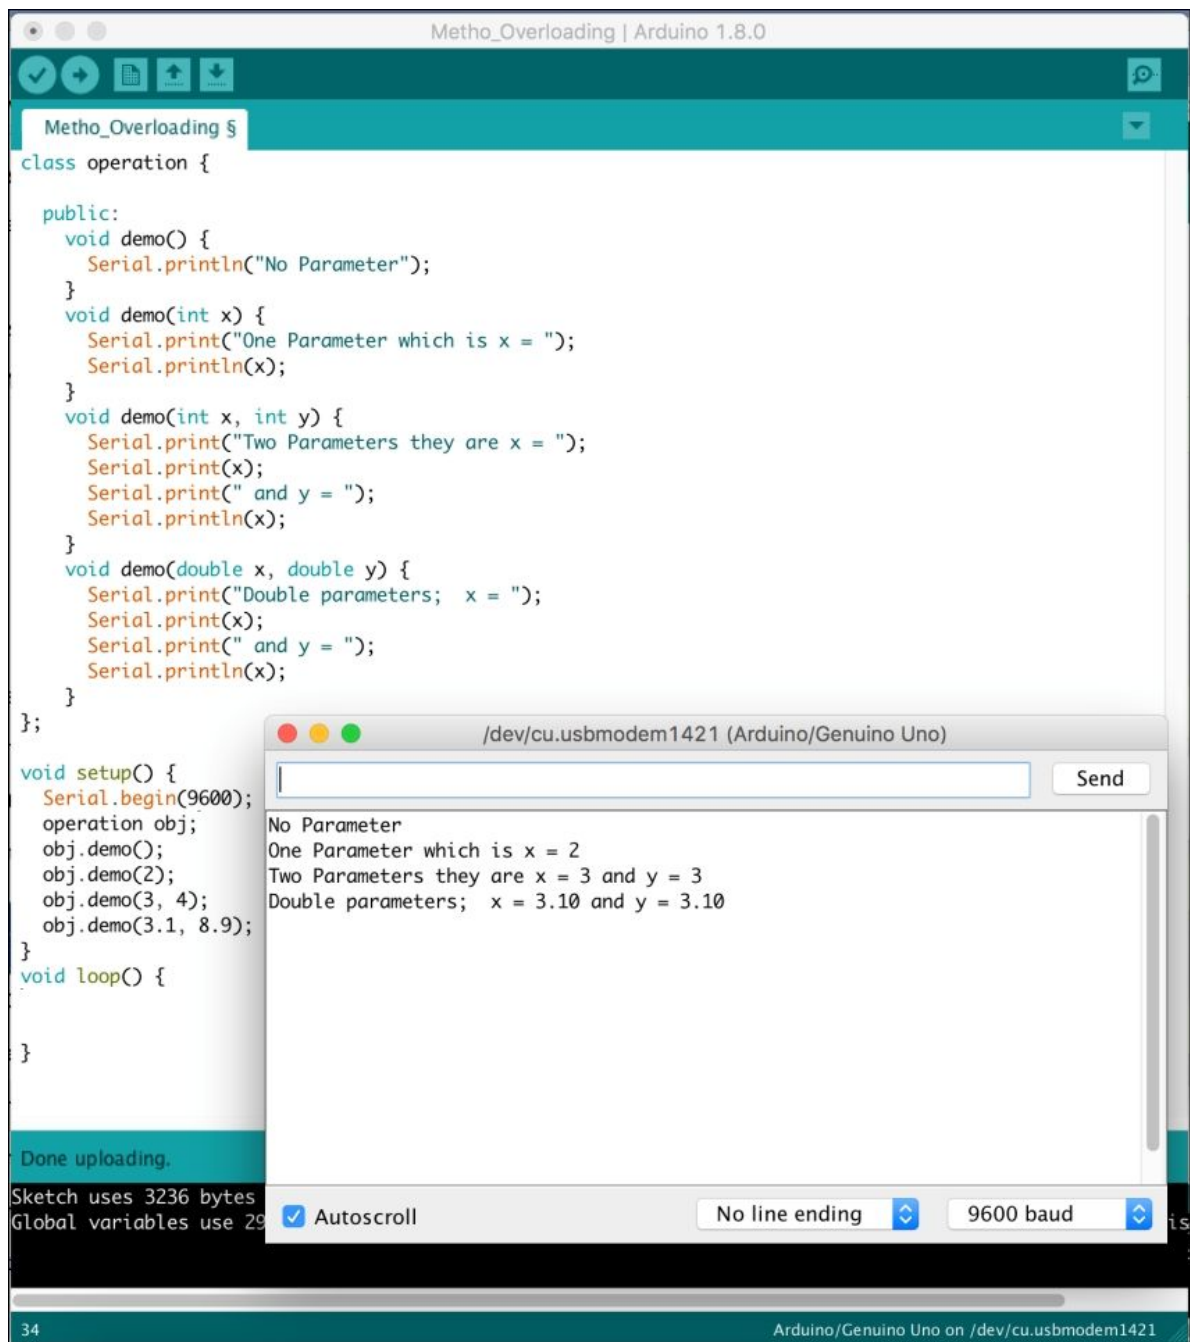 Metho_Overloading | Arduino 1.8.0
Metho_Overloading §
class operation {
public:
void demo() {
Serial.println("No Parameter");
}
void demo(int x) {
Serial.print("One Parameter which is x = ");
Serial.println(x);
}
void demo(int x, int y) {
Serial.print("Two Parameters they are x = ");
Serial.print(x);
Serial.print(" and y = ");
Serial.println(x);
}
void demo(double x, double y) {
Serial.print("Double parameters;  x = ");
Serial.print(x);
Serial.print(" and y = ");
Serial.println(x);
}
};
void setup() {
Serial.begin(9600);
operation obj;
obj.demo();
obj.demo(2);
obj.demo(3, 4);
obj.demo(3.1, 8.9);
}
void loop() {
}
/dev/cu.usbmodem1421 (Arduino/Genuino Uno)
Send
No Parameter
One Parameter which is x = 2
Two Parameters they are x = 3 and y = 3
Double parameters;  x = 3.10 and y = 3.10
Autoscroll
No line ending
9600 baud
Done uploading.
Sketch uses 3236 bytes
Global variables use 29
is
34
Arduino/Genuino Uno on /dev/cu.usbmodem1421